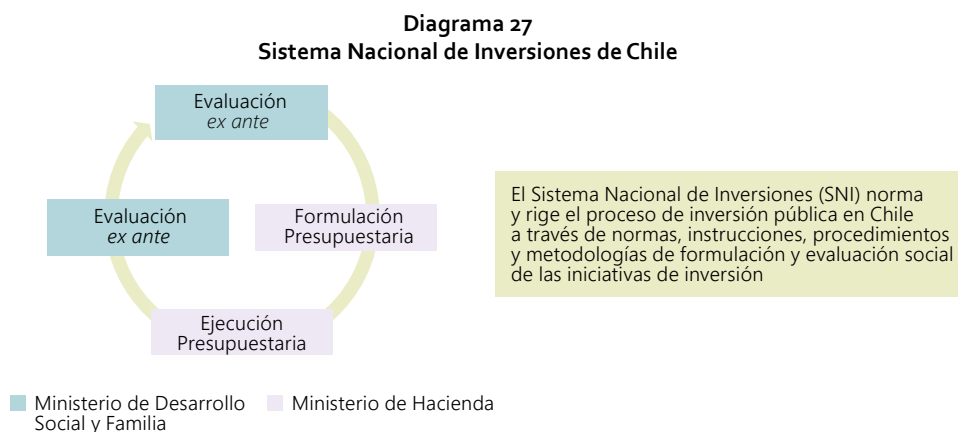 Diagrama 27
Sistema Nacional de Inversiones de Chile
Evaluación
ex ante
Evaluación
ex ante
Formulación
Presupuestaria
Ejecución
Presupuestaria
El Sistema Nacional de Inversiones (SNI) norma
y rige el proceso de inversión pública en Chile
a través de normas, instrucciones, procedimientos
y metodologías de formulación y evaluación social
de las iniciativas de inversión
Ministerio de Desarrollo
Social y Familia
Ministerio de Hacienda